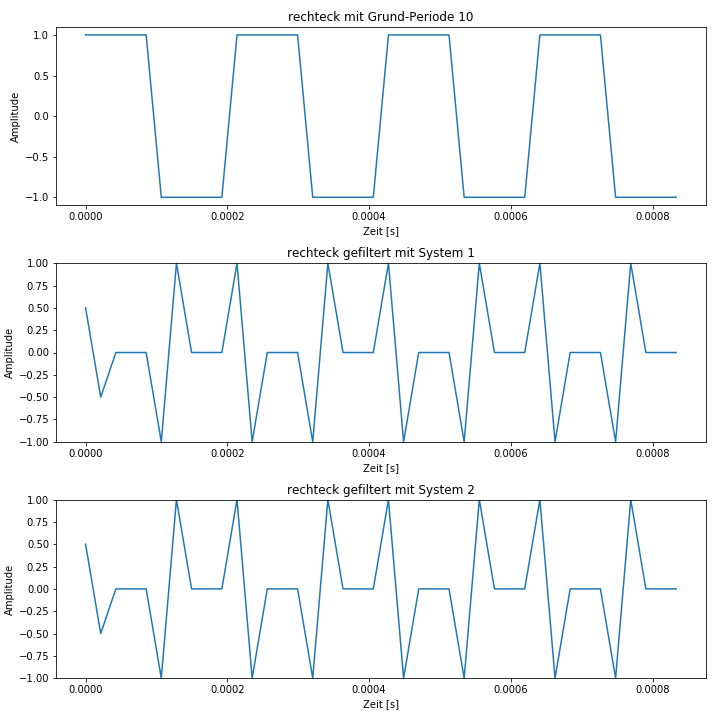 rechteck mit Grund-Periode 10
1.0
0.5
0.0
−0.5
−1.0
Amplitude
0.0000 0.0002 0.0004 0.0006 0.0008
Zeit [s]
rechteck gefiltert mit System 1
1.00
0.75
0.50
0.25
0.00
−0.25
−0.50
−0.75
−1.00
Amplitude
0.0000 0.0002 0.0004 0.0006 0.0008
Zeit [s]
rechteck gefiltert mit System 2
1.00
0.75
0.50
0.25
0.00
−0.25
−0.50
−0.75
−1.00
Amplitude
0.0000 0.0002 0.0004 0.0006 0.0008
Zeit [s]